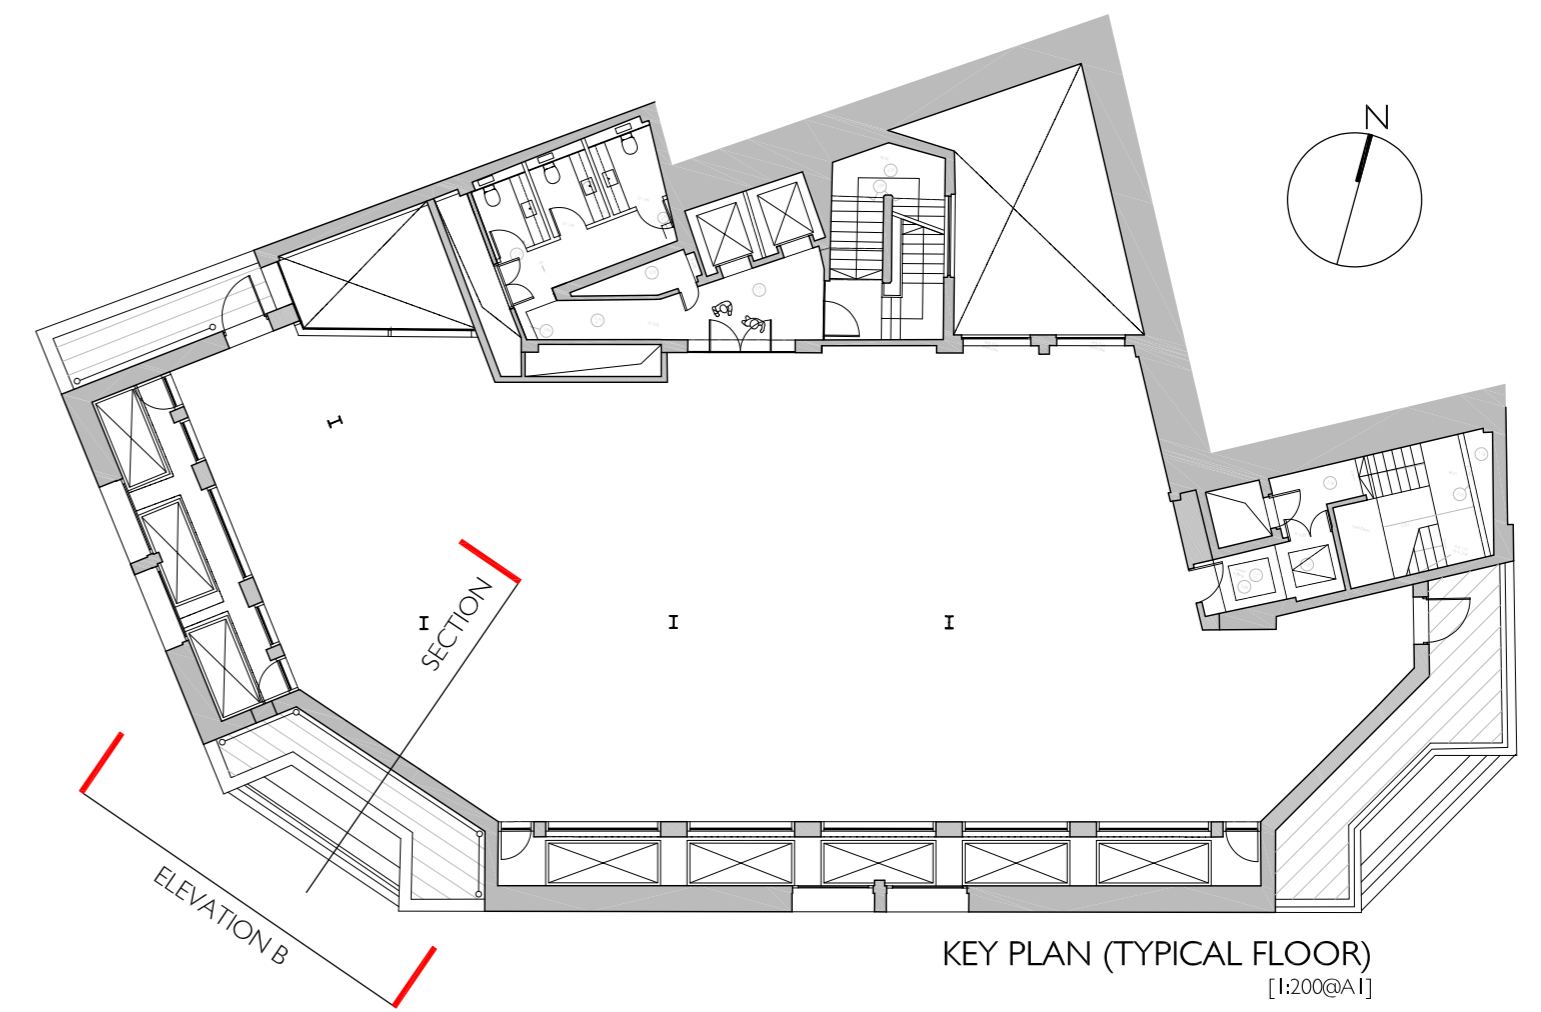 N
SECTION
ELEVATION B
KEY PLAN (TYPICAL FLOOR)
[1:200@A1]